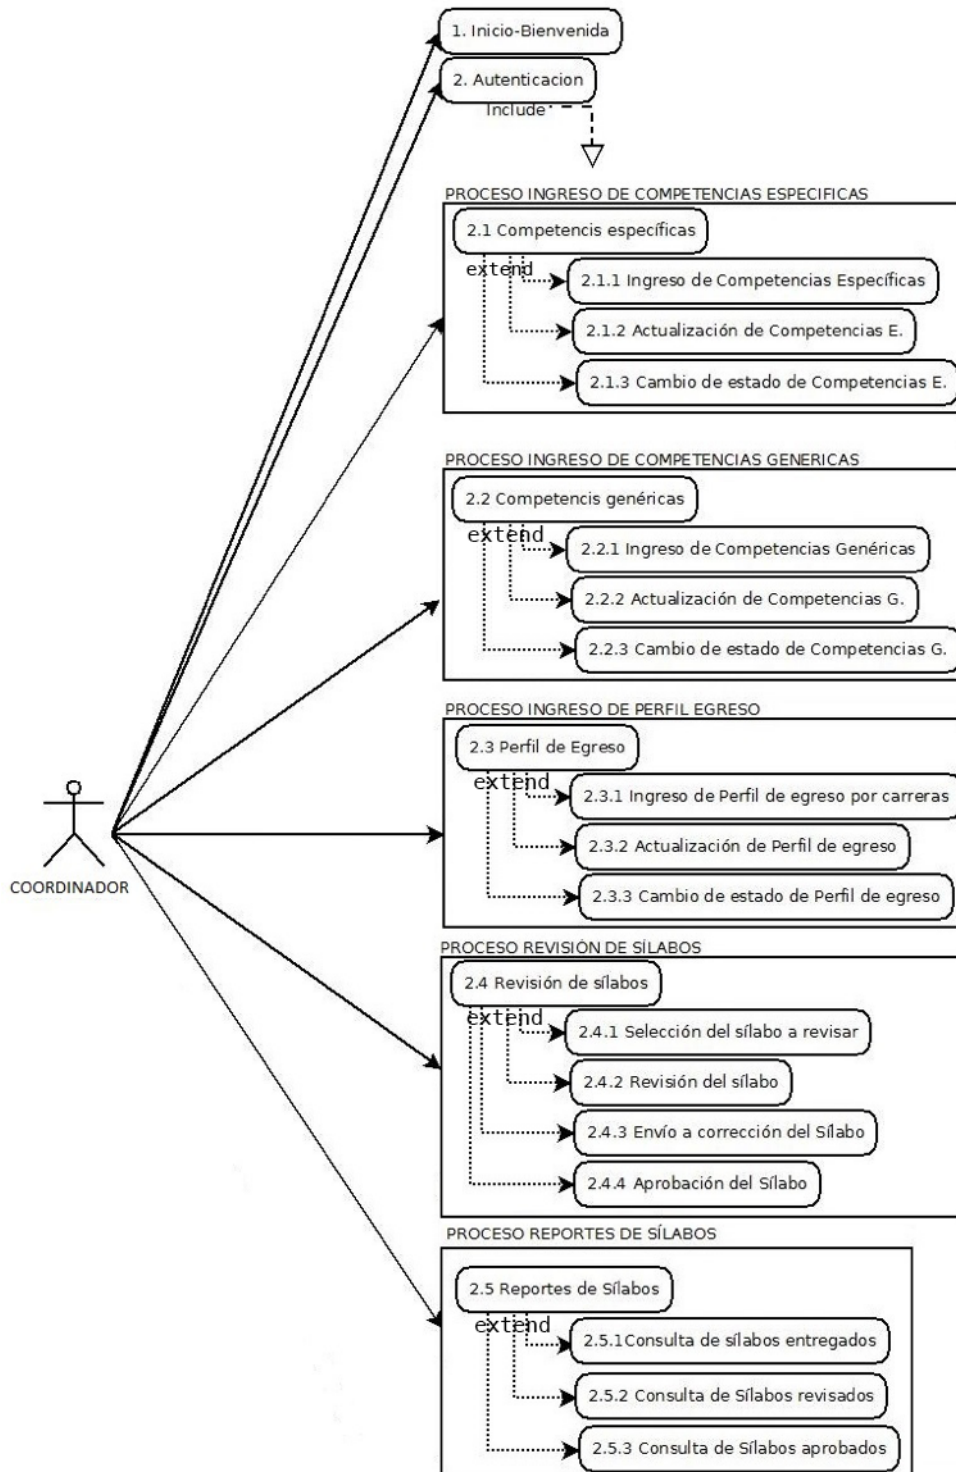 1. Inicio-Bienvenida
2. Autenticacion
Include
PROCESO INGRESO DE COMPETENCIAS ESPECIFICAS
2.1 Competencis específicas
extend
2.1.1 Ingreso de Competencias Específicas
2.1.2 Actualización de Competencias E.
2.1.3 Cambio de estado de Competencias E.
PROCESO INGRESO DE COMPETENCIAS GENERICAS
2.2 Competencis genéricas
extend
2.2.1 Ingreso de Competencias Genéricas
2.2.2 Actualización de Competencias G.
2.2.3 Cambio de estado de Competencias G.
PROCESO INGRESO DE PERFIL EGRESO
2.3 Perfil de Egreso
extend
2.3.1 Ingreso de Perfil de egreso por carreras
2.3.2 Actualización de Perfil de egreso
2.3.3 Cambio de estado de Perfil de egreso
COORDINADOR
PROCESO REVISIÓN DE SÍLABOS
2.4 Revisión de sílabos
extend
2.4.1 Selección del sílabo a revisar
2.4.2 Revisión del sílabo
2.4.3 Envío a corrección del Sílabo
2.4.4 Aprobación del Sílabo
PROCESO REPORTES DE SÍLABOS
2.5 Reportes de Sílabos
extend
2.5.1Consulta de sílabos entregados
2.5.2 Consulta de Sílabos revisados
2.5.3 Consulta de Sílabos aprobados